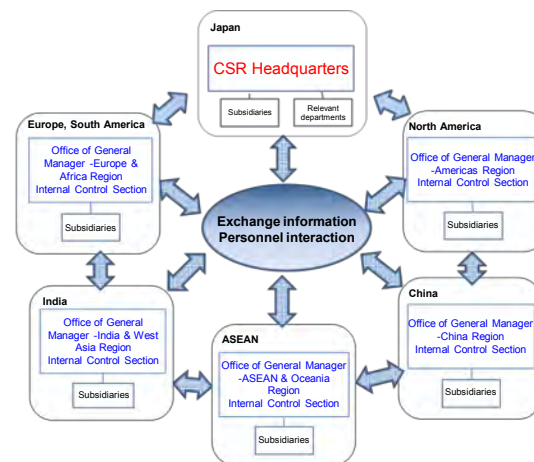 Japan
CSR Headquarters
Subsidiaries
Relevant
departments
Europe, South America
Office of General
Manager -Europe &
Africa Region
Internal Control Section
Subsidiaries
North America
Office of General Manager
-Americas Region
Internal Control Section
Subsidiaries
Exchange information
Personnel interaction
India
Office of General
Manager -India & West
Asia Region
Internal Control Section
Subsidiaries
ASEAN
Office of General Manager
-ASEAN & Oceania
Region
Internal Control Section
Subsidiaries
China
Office of General Manager
-China Region
Internal Control Section
Subsidiaries